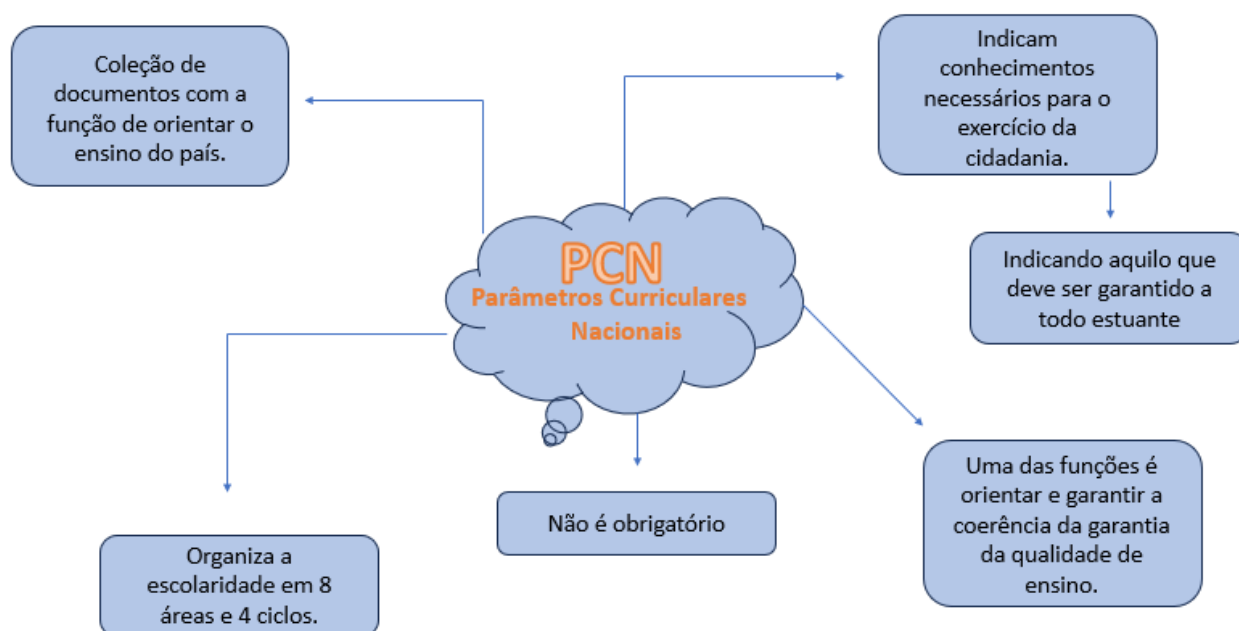 Coleção de
documentos com a
função de orientar o
ensino do país.
Indicam
conhecimentos
necessários para o
exercício da
cidadania.
Indicando aquilo que
deve ser garantido a
todo estuante
PCN
Parâmetros Curriculares
Nacionais
Uma das funções é
orientar e garantir a
coerência da garantia
da qualidade de
ensino.
Não é obrigatório
Organiza a
escolaridade em 8
áreas e 4 ciclos.